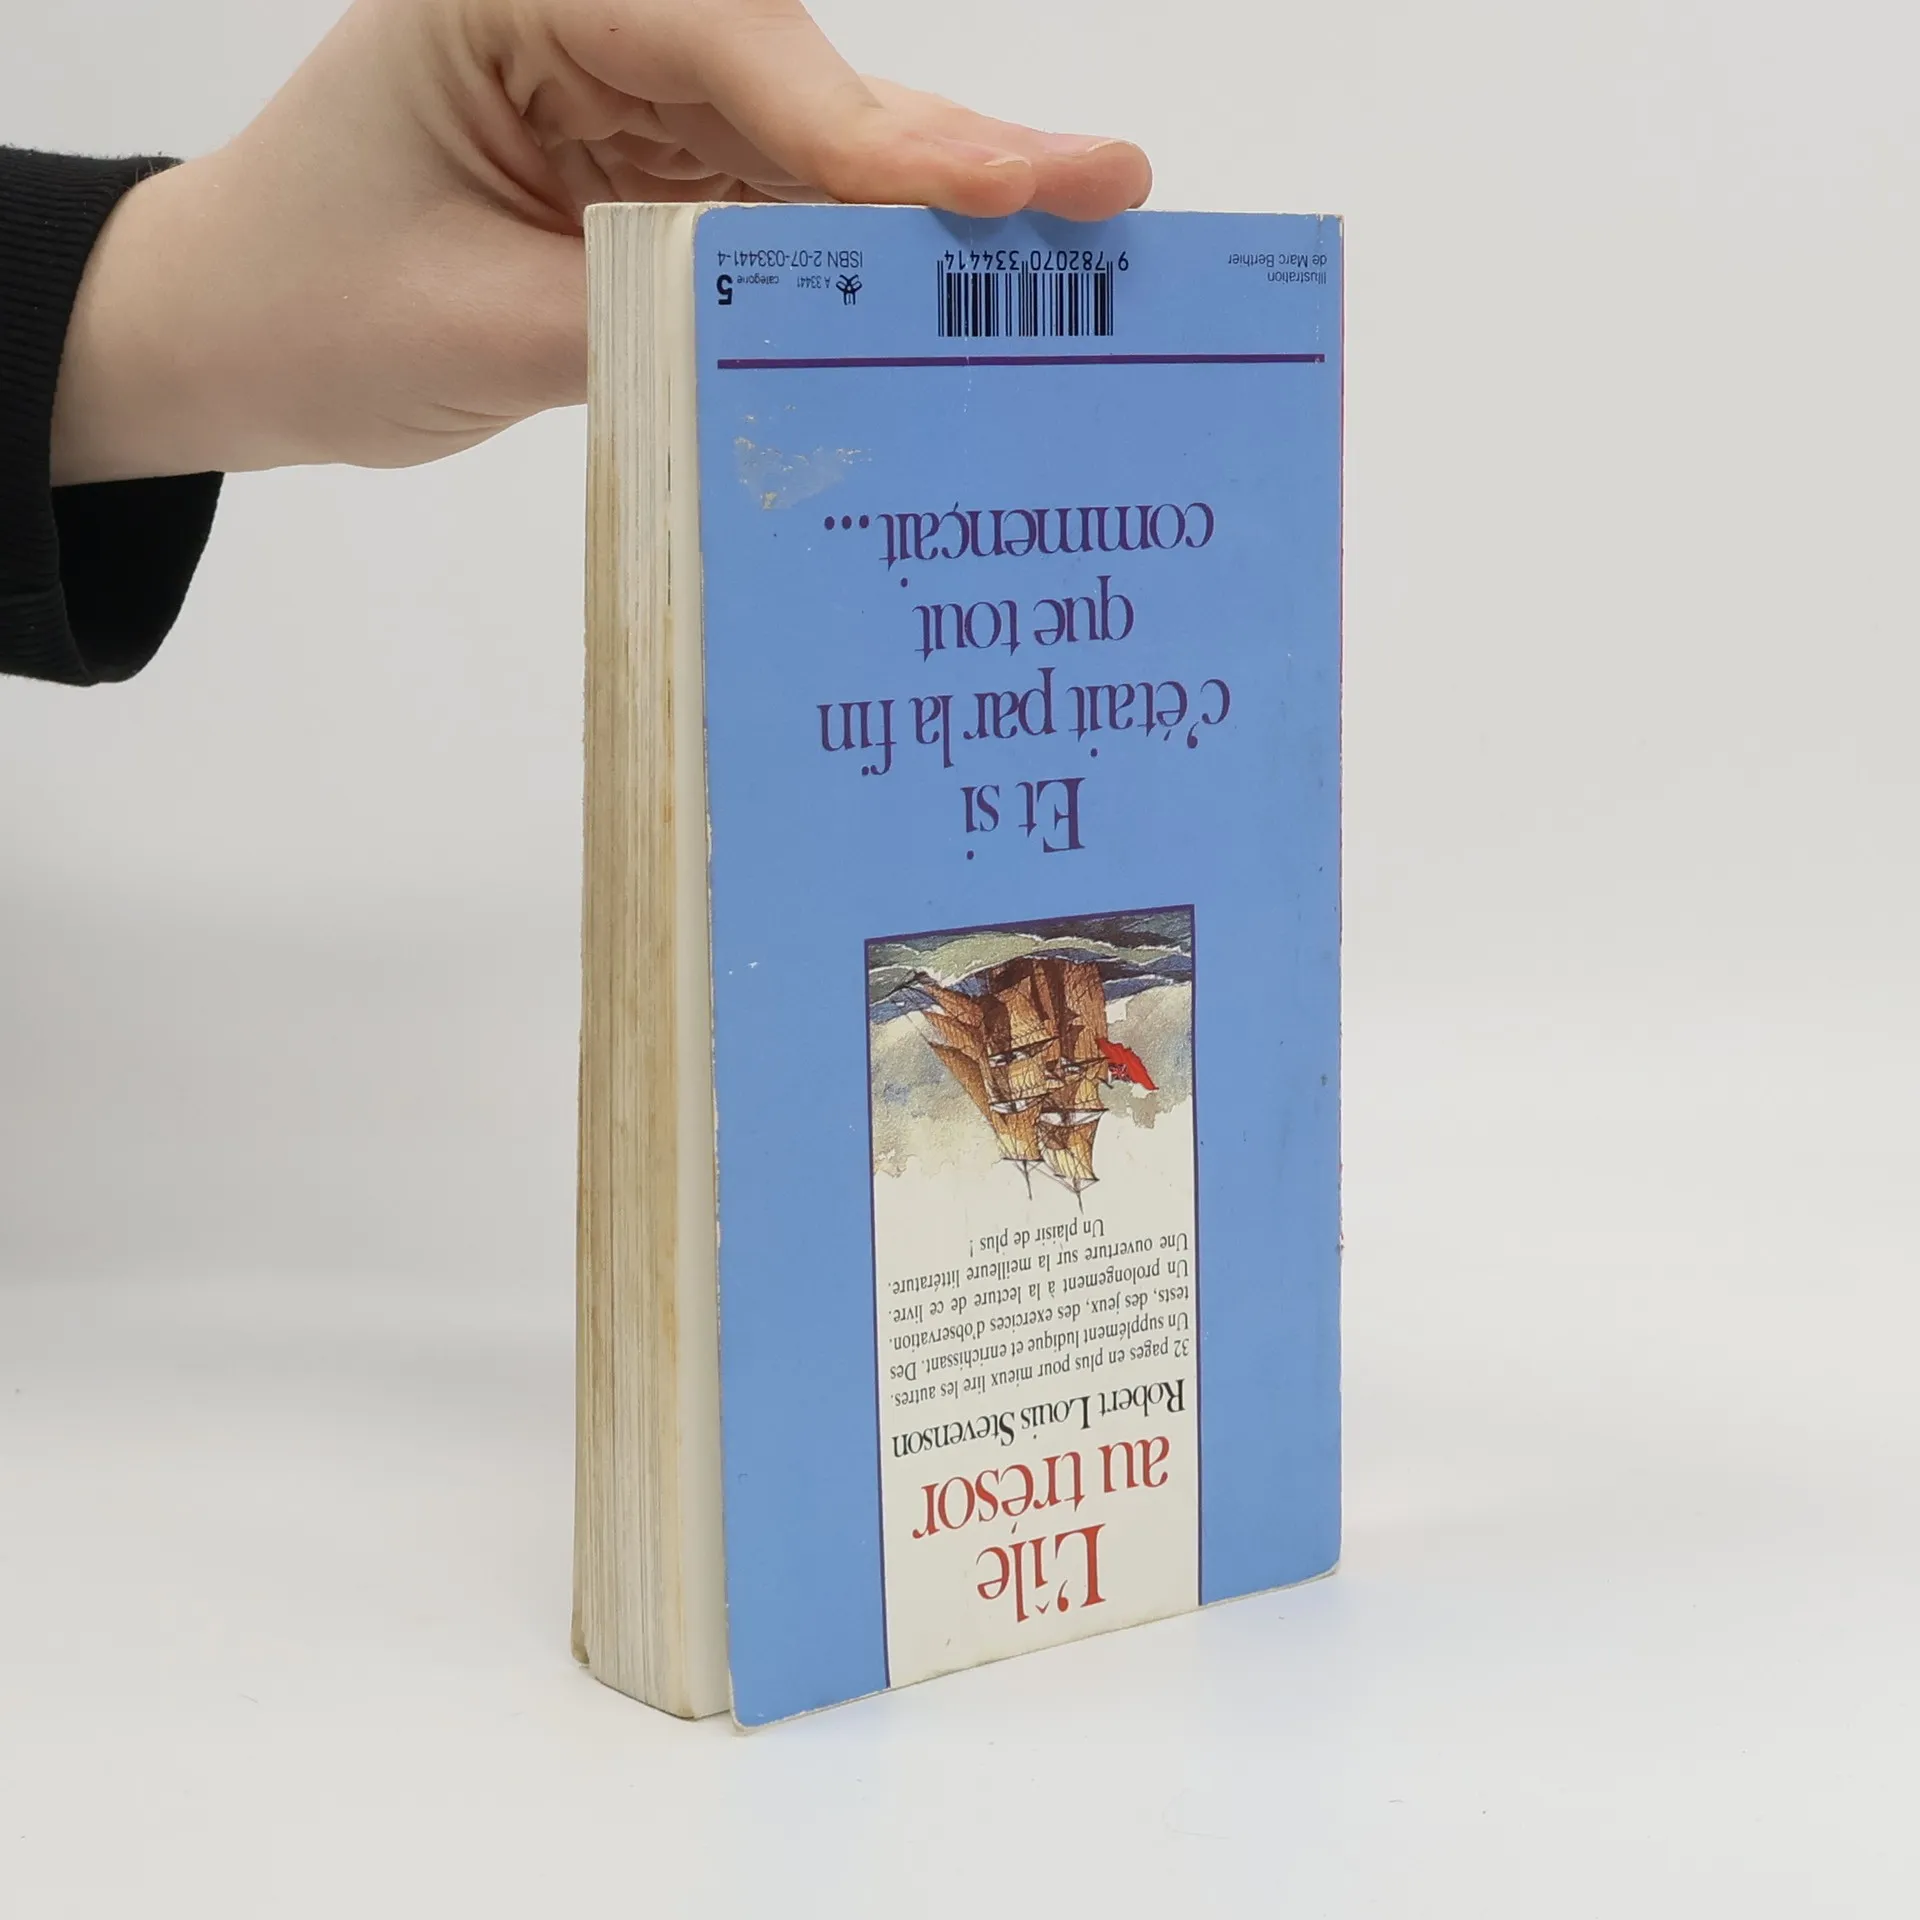 L'île
au trésor
Robert Louis Stevenson
32 pages en plus pour mieux lire les autres.
Un supplément ludique et enrichissant. Des
tests, des jeux, des exercices d'observation.
Un prolongement à la lecture de ce livre.
Une ouverture sur la meilleure littérature.
Un plaisir de plus !
Et si
c'était par la fin
que tout
commençait...
Illustration
de Marc Berthier
9 782070 334414
A 33441 catégorie 5
ISBN 2-07-033441-4